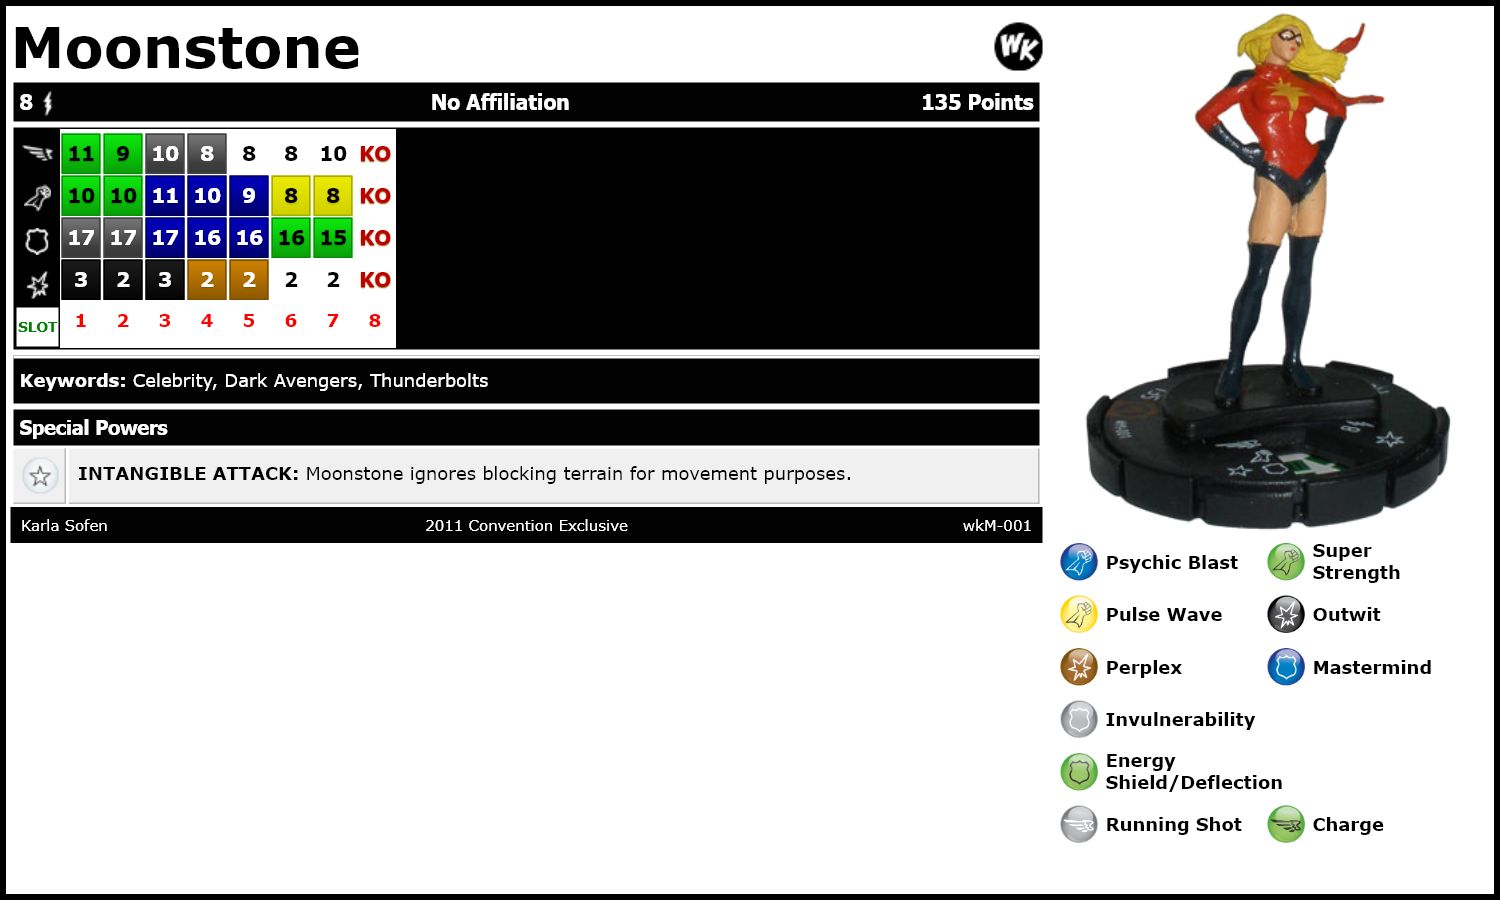 Moonstone
WK
8 No Affiliation 135 Points
11 9 10 8 8 8 10 KO
10 10 11 10 9 8 8 KO
17 17 17 16 16 16 15 KO
3 2 3 2 2 2 2 KO
SLOT 1 2 3 4 5 6 7 8
Keywords: Celebrity, Dark Avengers, Thunderbolts
Special Powers
INTANGIBLE ATTACK: Moonstone ignores blocking terrain for movement purposes.
Karla Sofen 2011 Convention Exclusive wkM-001
8
Psychic Blast
Super
Strength
Pulse Wave
Outwit
Perplex
Mastermind
Invulnerability
Energy
Shield/Deflection
Running Shot
Charge